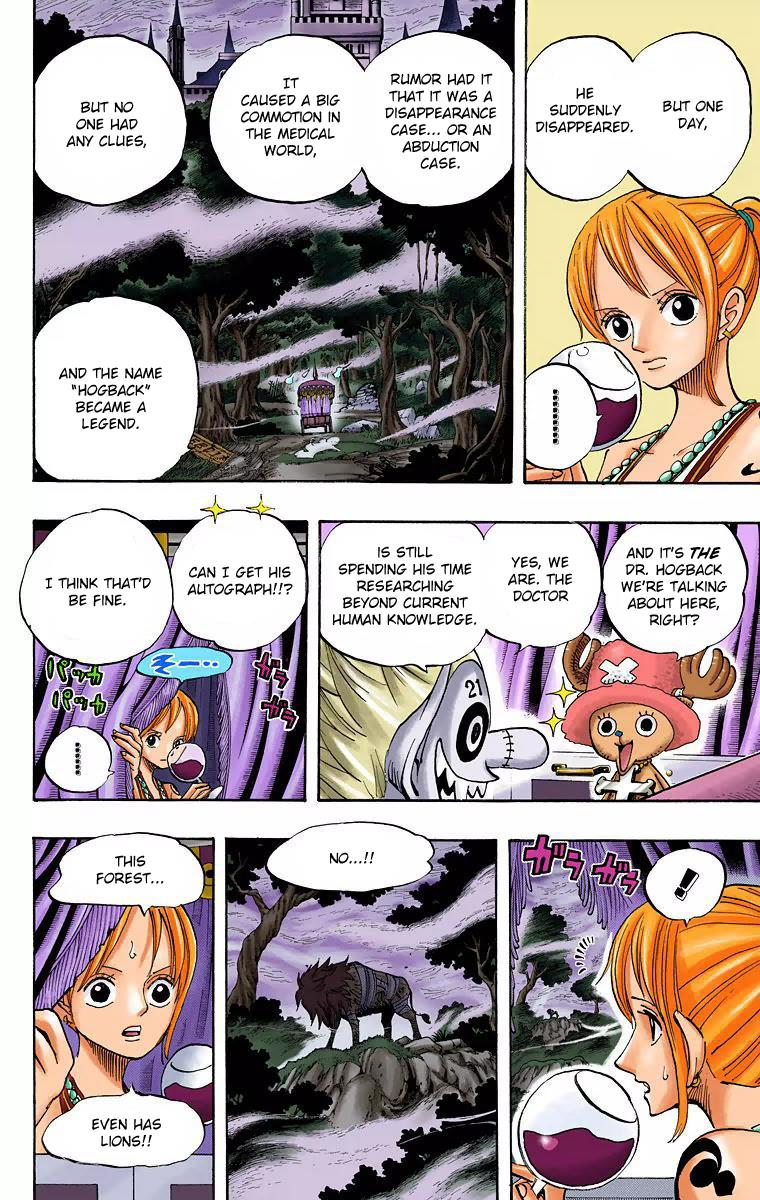 BUT ONE
DAY,
HE
SUDDENLY
DISAPPEARED.
.........
RUMOR HAD IT
THAT IT WAS A
DISAPPEARANCE
CASE... OR AN
ABDUCTION
CASE.
IT
CAUSED A BIG
COMMOTION IN
THE MEDICAL
WORLD,
BUT NO
ONE HAD
ANY CLUES,
AND THE NAME
"HOGBACK"
BECAME A
LEGEND.
AND IT'S THE
DR. HOGBACK
WE'RE TALKING
ABOUT HERE,
RIGHT?
YES, WE
ARE. THE
DOCTOR
IS STILL
SPENDING HIS TIME
RESEARCHING
BEYOND CURRENT
HUMAN KNOWLEDGE.
21
CAN I GET HIS
AUTOGRAPH!!?
I THINK THAT'D
BE FINE.
ガラ
ガラ
そー‥
パッカ
パッカ
......
!
ガラ
ガラ
NO...!!
THIS
FOREST...
EVEN HAS
LIONS!!